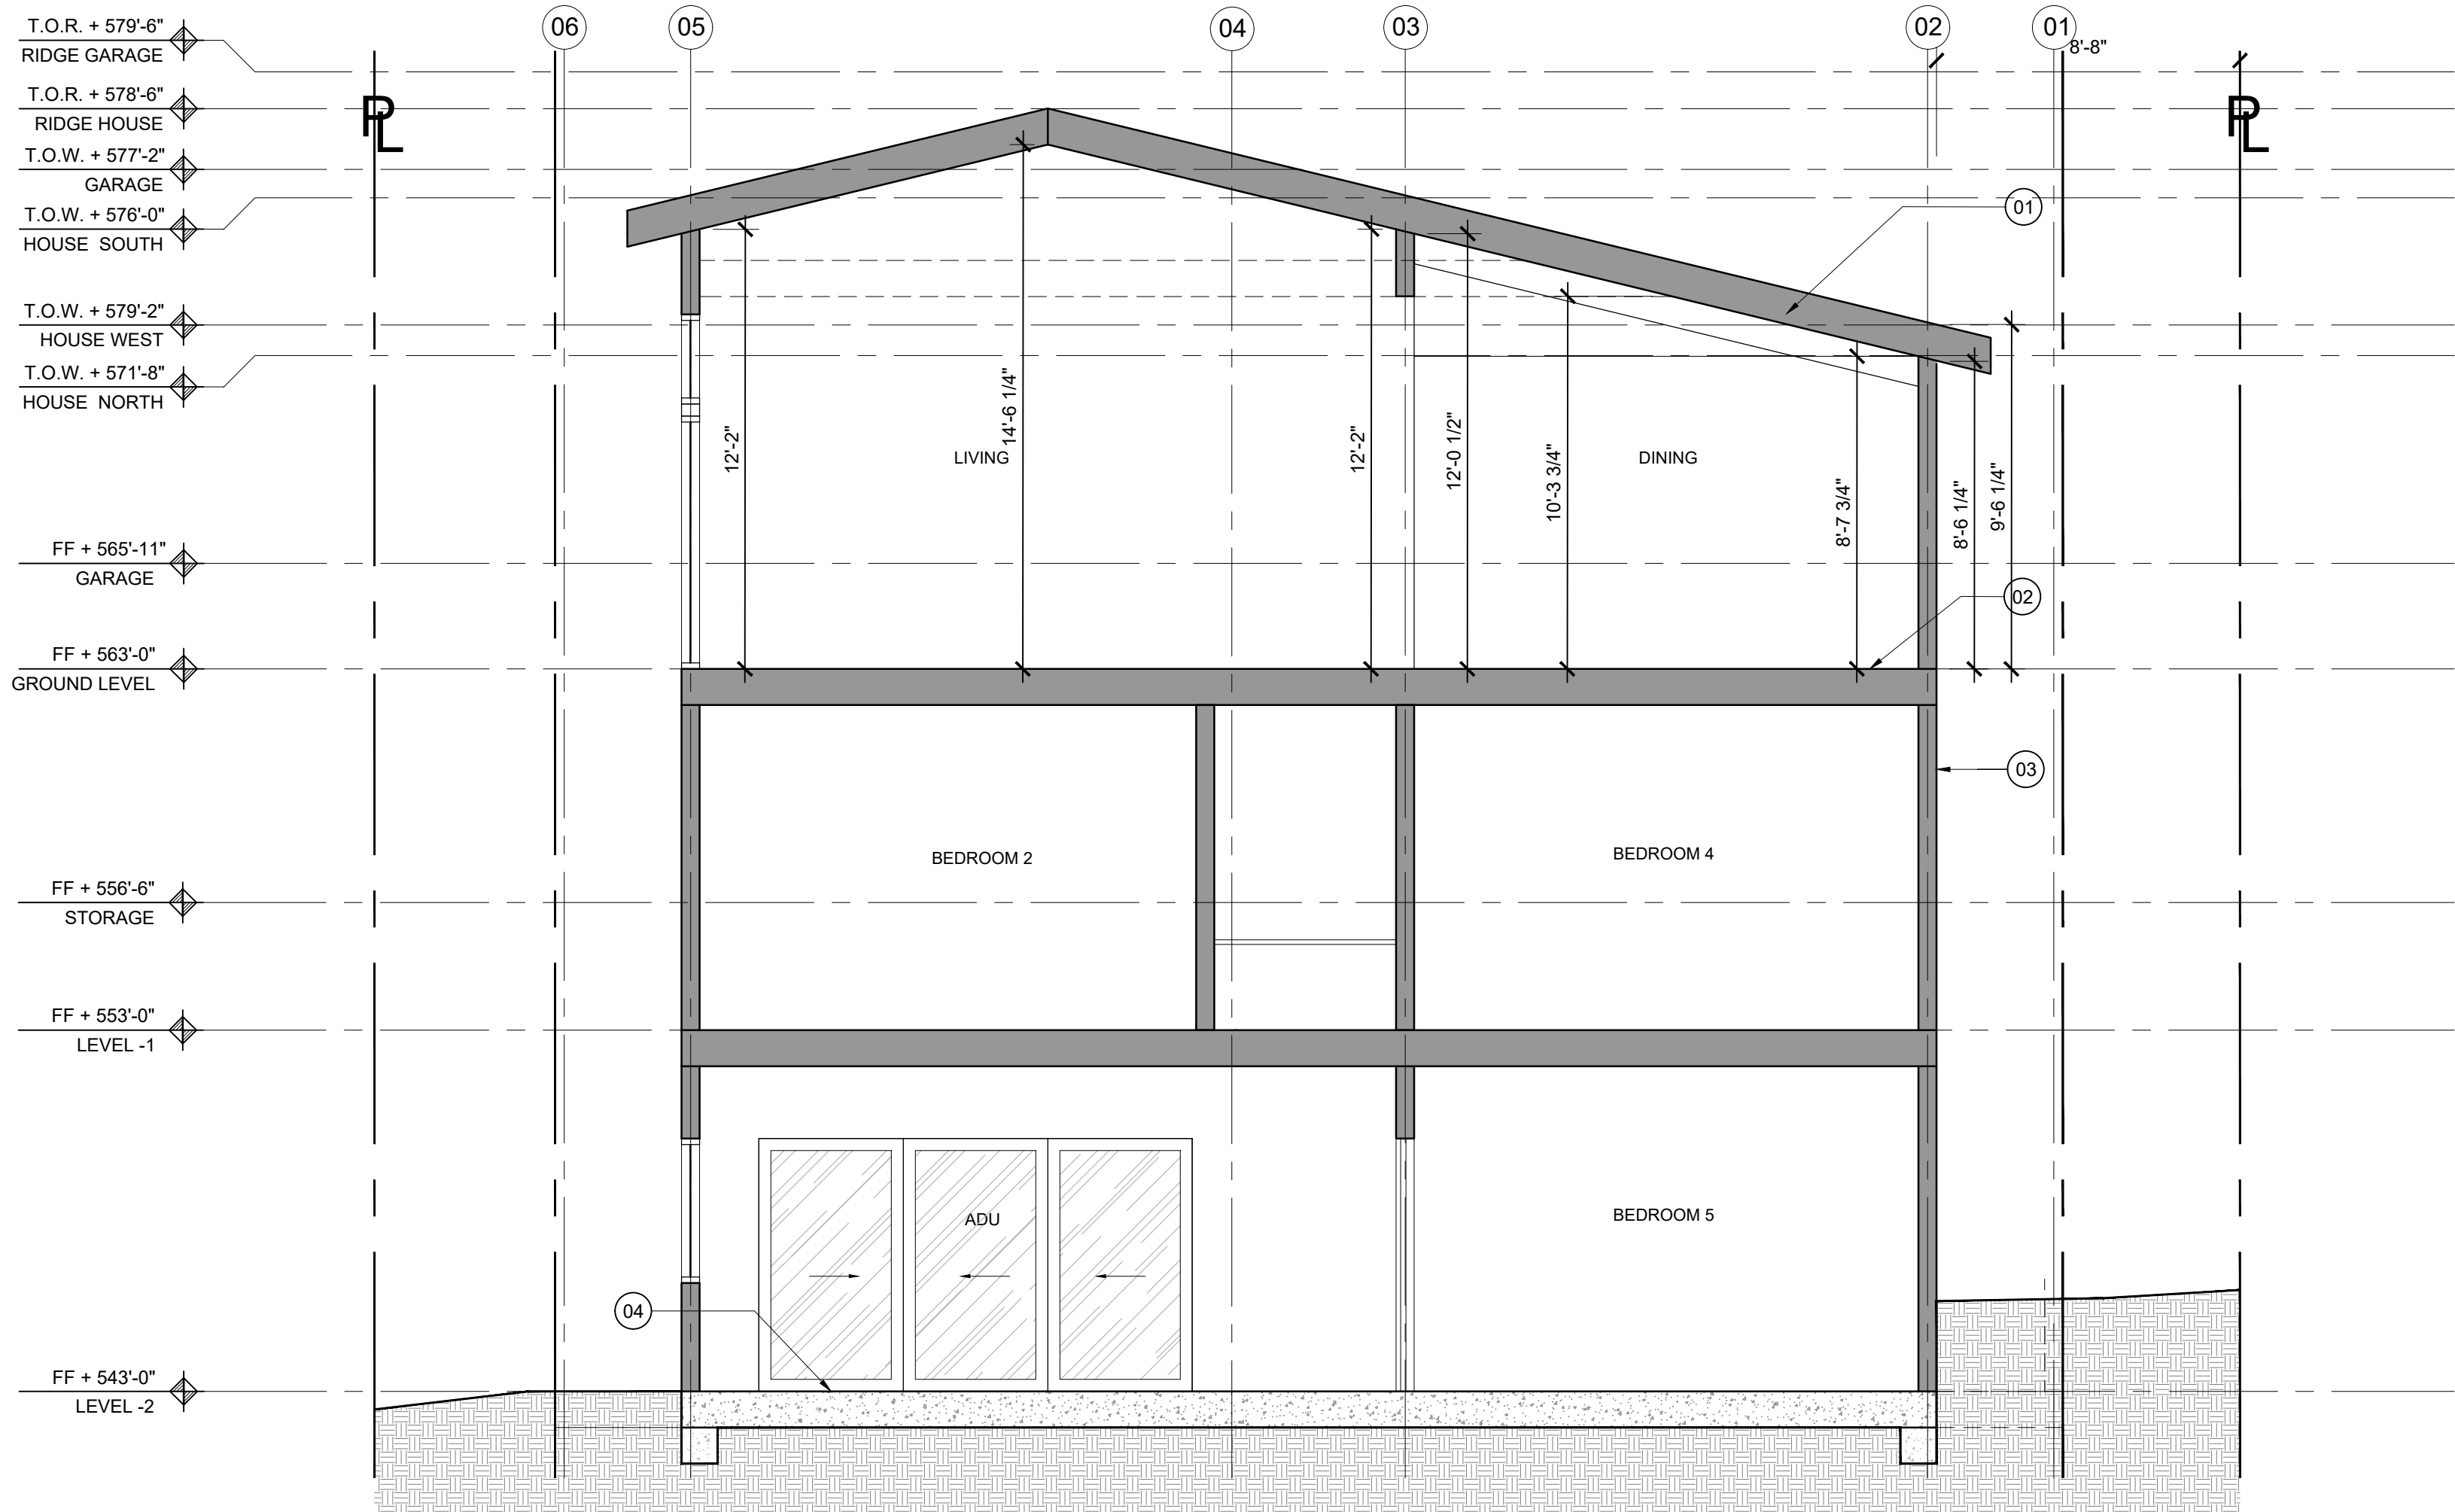 06
05
04
03
02
01
8'-8"
T.O.R. + 579'-6"
RIDGE GARAGE
T.O.R. + 578'-6"
RIDGE HOUSE
T.O.W. + 577'-2"
GARAGE
T.O.W. + 576'-0"
HOUSE SOUTH
T.O.W. + 579'-2"
HOUSE WEST
T.O.W. + 571'-8"
HOUSE NORTH
FF + 565'-11"
GARAGE
FF + 563'-0"
GROUND LEVEL
FF + 556'-6"
STORAGE
FF + 553'-0"
LEVEL -1
FF + 543'-0"
LEVEL -2
PL
PL
01
12'-2"
14'-6 1/4"
LIVING
12'-2"
12'-0 1/2"
10'-3 3/4"
DINING
8'-7 3/4"
8'-6 1/4"
9'-6 1/4"
02
03
BEDROOM 2
BEDROOM 4
ADU
BEDROOM 5
04